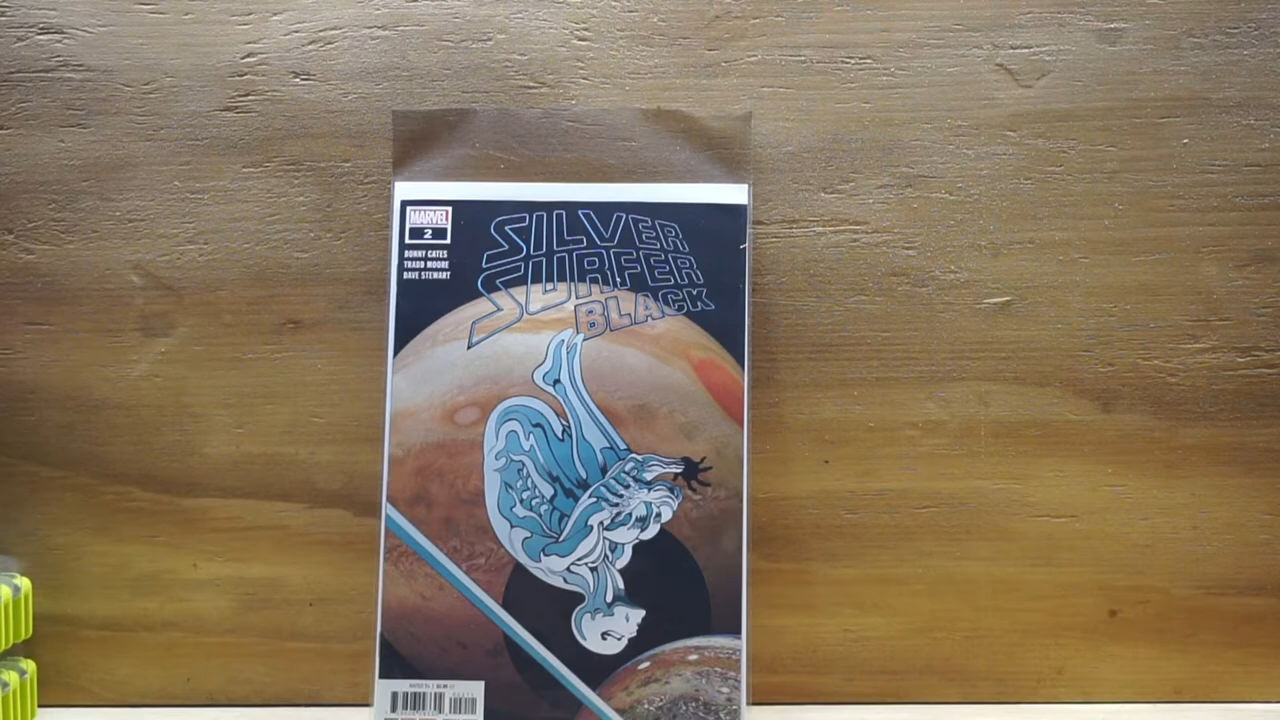 MARVEL
2
DONNY CATES
TRADD MOORE
DAVE STEWART
SILVER
SURFER
BLACK